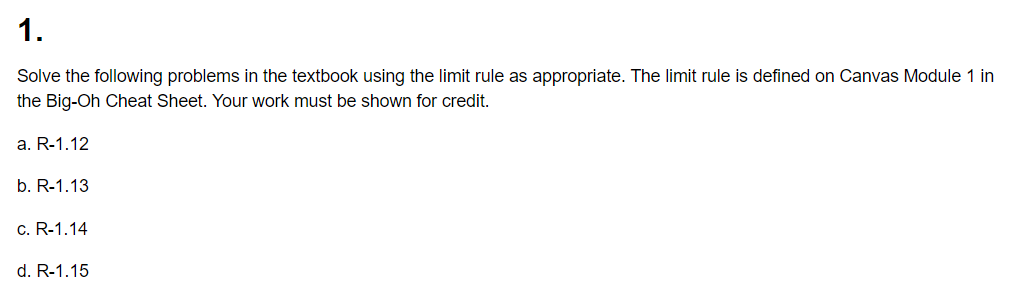 1.
Solve the following problems in the textbook using the limit rule as appropriate. The limit rule is defined on Canvas Module 1 in
the Big-Oh Cheat Sheet. Your work must be shown for credit.
a. R-1.12
b. R-1.13
c. R-1.14
d. R-1.15